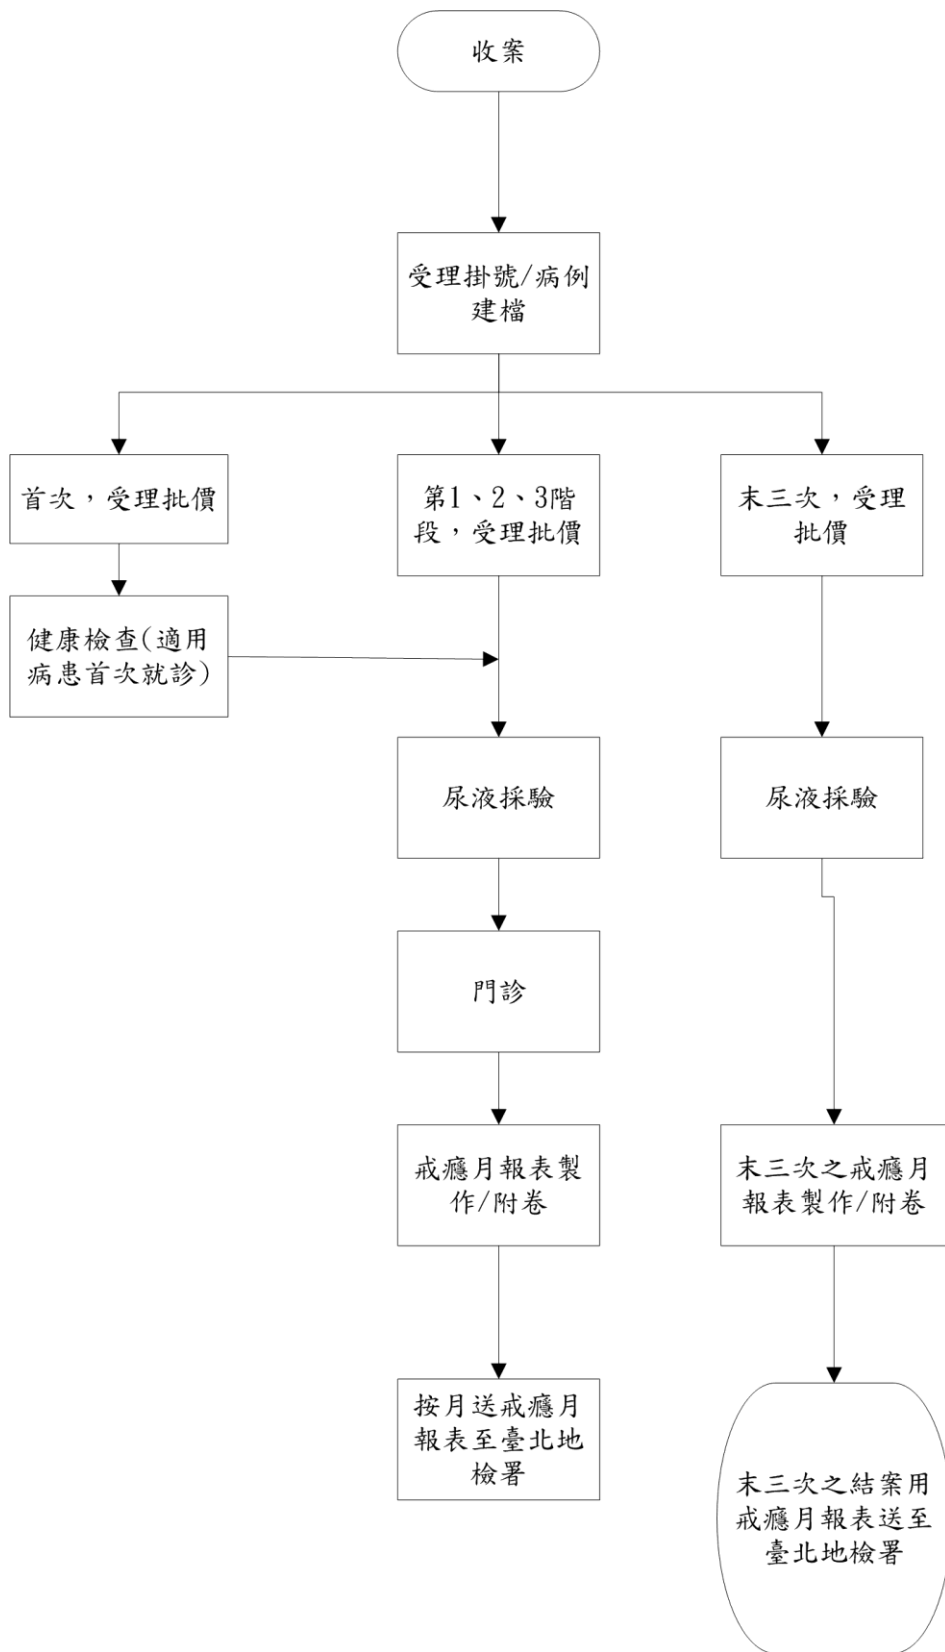 收案
受理掛號/病例
建檔
首次，受理批價
第1、2、3階
段，受理批價
末三次，受理
批價
健康檢查(適用
病患首次就診)
尿液採驗
尿液採驗
門診
戒癮月報表製
作/附卷
末三次之戒癮月
報表製作/附卷
按月送戒癮月
報表至臺北地
檢署
末三次之結案用
戒癮月報表送至
臺北地檢署